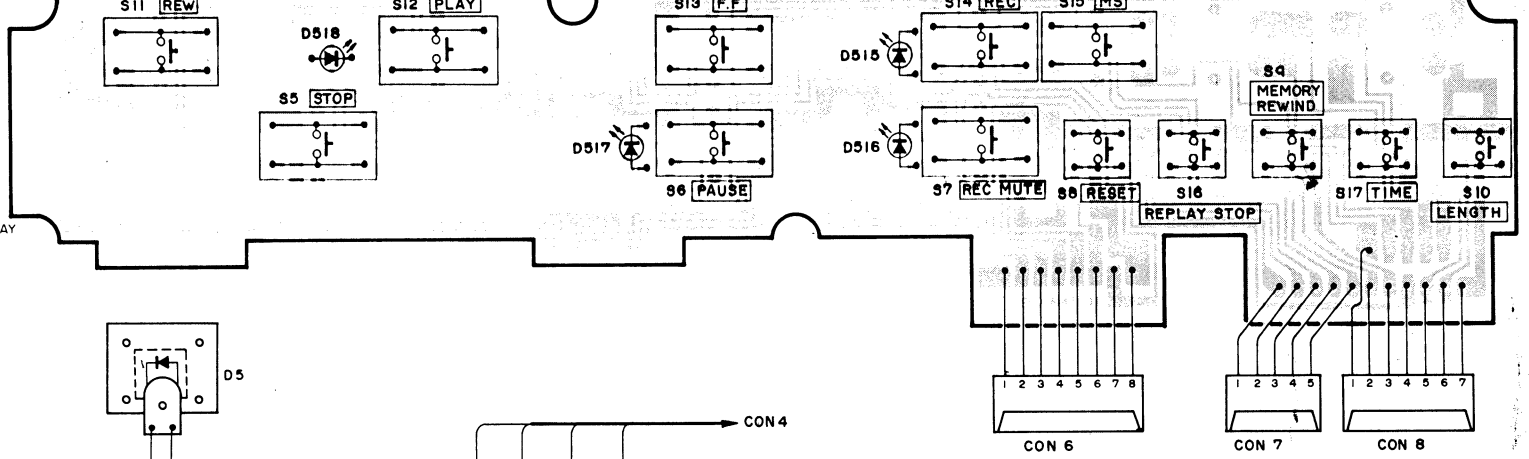 S11 REW
S12 PLAY
S13 F.F
S14 REC
S15 MS
D518
D515
S5 STOP
S9
MEMORY
REWIND
D517
D516
S6 PAUSE
S7 REC MUTE
S8 RESET
S16
REPLAY STOP
S17 TIME
S10
LENGTH
AY
D5
CON 4
1 2 3 4 5 6 7 8
1 2 3 4 5
1 2 3 4 5 6 7
CON 6
CON 7
CON 8